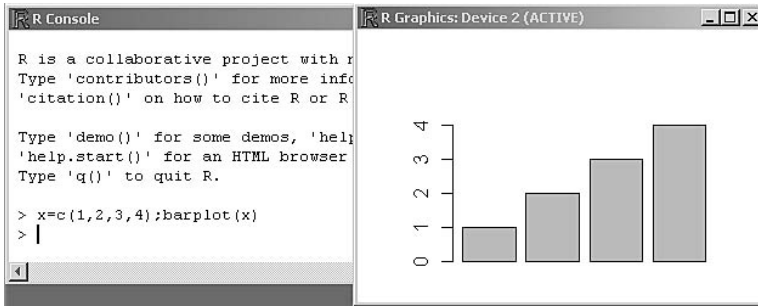 R Console
R is a collaborative project with
Type 'contributors()' for more
'citation()' on how to cite R or R
Type 'demo()' for some demos,
'help.start()' for an HTML browser
Type 'q()' to quit R.
> x=c(1,2,3,4);barplot(x)
>
R Graphics: Device 2 (ACTIVE)
4
3
2
1
0